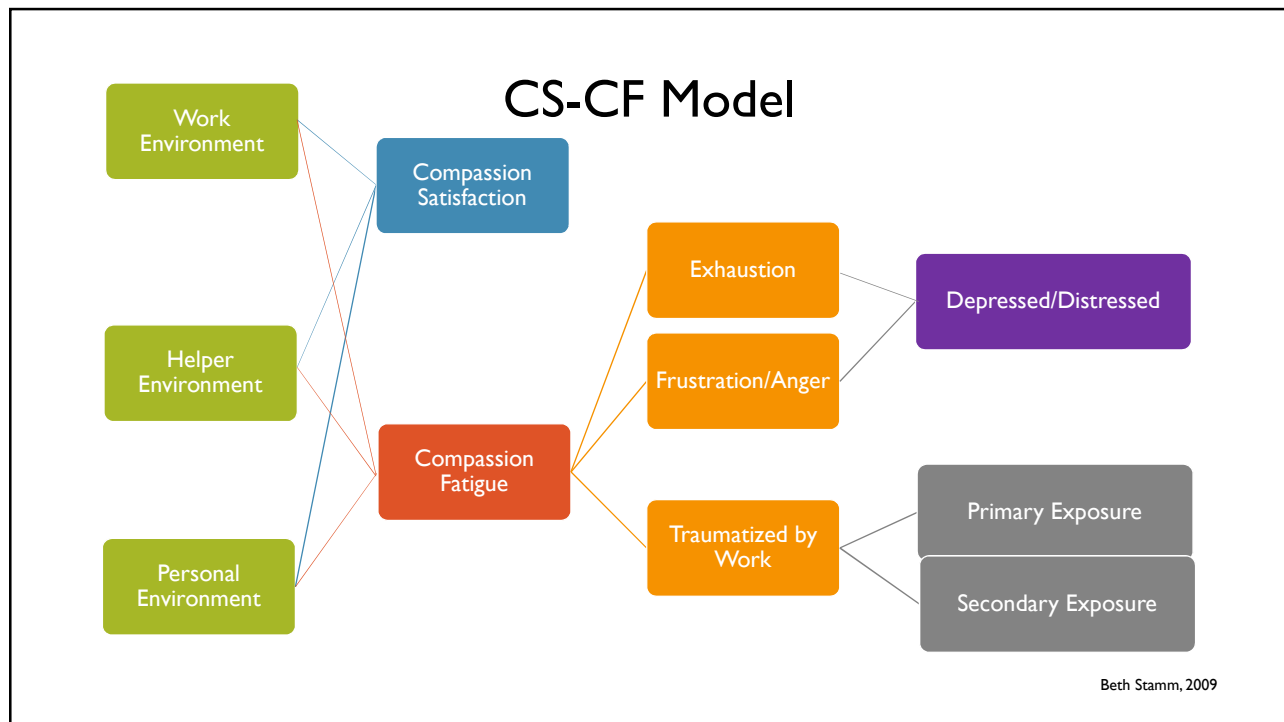 CS-CF Model
Work
Environment
Compassion
Satisfaction
Exhaustion
Depressed/Distressed
Helper
Environment
Frustration/Anger
Compassion
Fatigue
Primary Exposure
Traumatized by
Work
Personal
Environment
Secondary Exposure
Beth Stamm, 2009